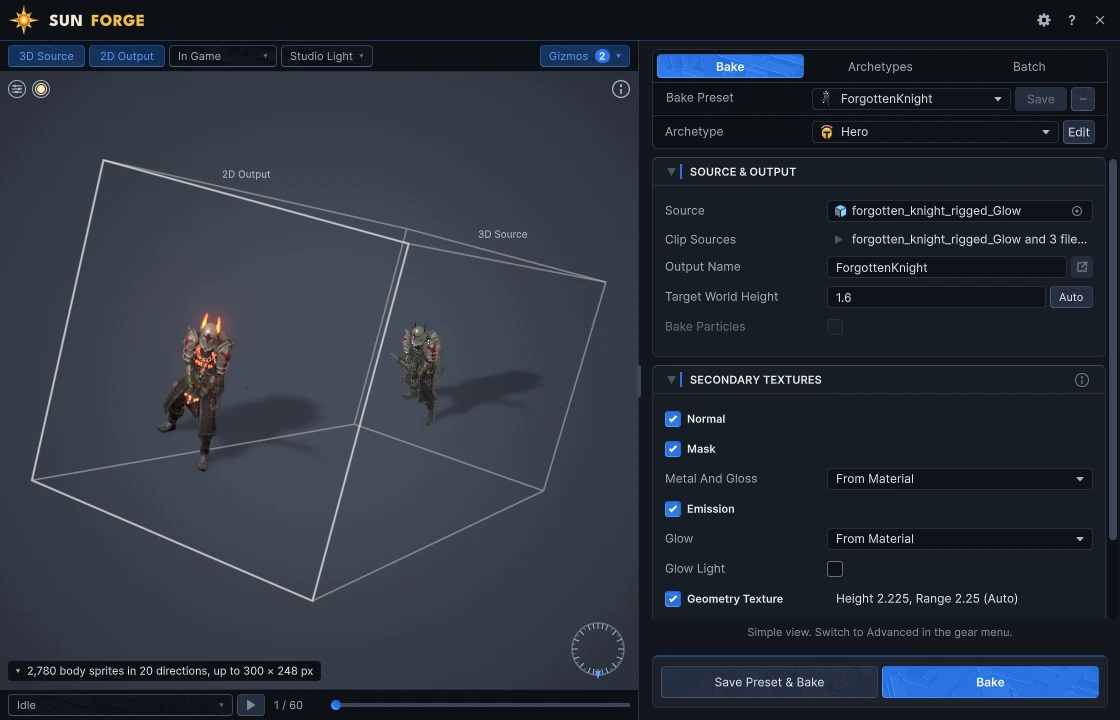 SUN FORGE
?
3D Source
2D Output
In Game
Studio Light
Gizmos 2
2D Output
3D Source
2,780 body sprites in 20 directions, up to 300 × 248 px
Idle
1 / 60
Bake
Archetypes
Batch
Bake Preset
ForgottenKnight
Save
...
Archetype
Hero
Edit
SOURCE & OUTPUT
Source
forgotten_knight_rigged_Glow
Clip Sources
forgotten_knight_rigged_Glow and 3 file...
Output Name
ForgottenKnight
Target World Height
1.6
Auto
Bake Particles
SECONDARY TEXTURES
Normal
Mask
Metal And Gloss
From Material
Emission
Glow
From Material
Glow Light
Geometry Texture
Height 2.225, Range 2.25 (Auto)
Simple view. Switch to Advanced in the gear menu.
Save Preset & Bake
Bake